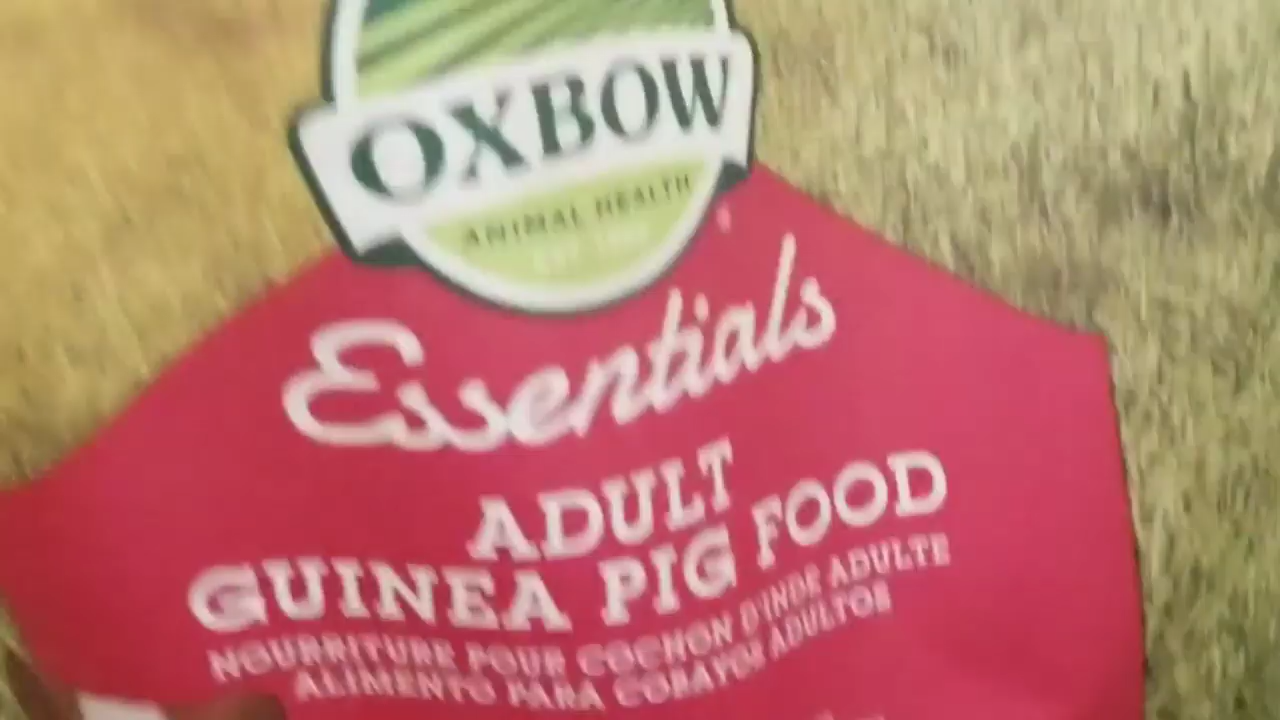 OXBOW
ANIMAL HEALTH
Essentials
ADULT
GUINEA PIG FOOD
NOURRITURE POUR COCHON D'INDE ADULTE
ALIMENTO PARA COBAYOS ADULTOS